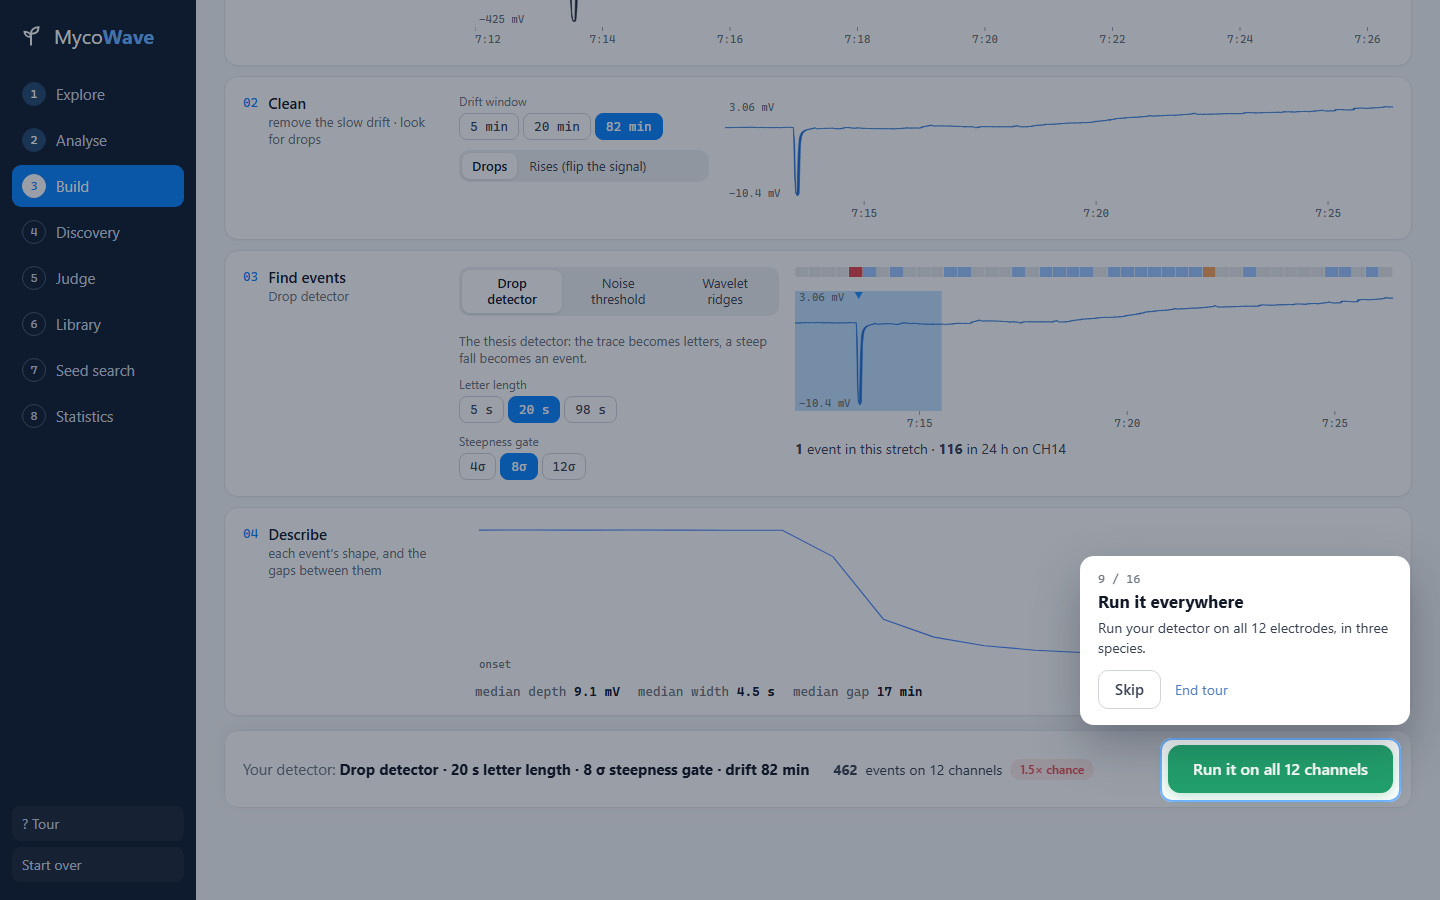 MycoWave
1 Explore
2 Analyse
3 Build
4 Discovery
5 Judge
6 Library
7 Seed search
8 Statistics
? Tour
Start over
−425 mV
7:12 7:14 7:16 7:18 7:20 7:22 7:24 7:26
02 Clean
remove the slow drift · look
for drops
Drift window
5 min 20 min 82 min
Drops Rises (flip the signal)
3.06 mV
−10.4 mV
7:15 7:20 7:25
03 Find events
Drop detector
Drop
detector
Noise
threshold
Wavelet
ridges
The thesis detector: the trace becomes letters, a steep
fall becomes an event.
Letter length
5 s 20 s 98 s
Steepness gate
4σ 8σ 12σ
3.06 mV
−10.4 mV
7:15 7:20 7:25
1 event in this stretch · 116 in 24 h on CH14
04 Describe
each event's shape, and the
gaps between them
onset
median depth 9.1 mV median width 4.5 s median gap 17 min
9 / 16
Run it everywhere
Run your detector on all 12 electrodes, in three
species.
Skip End tour
Your detector: Drop detector · 20 s letter length · 8 σ steepness gate · drift 82 min 462 events on 12 channels 1.5× chance
Run it on all 12 channels